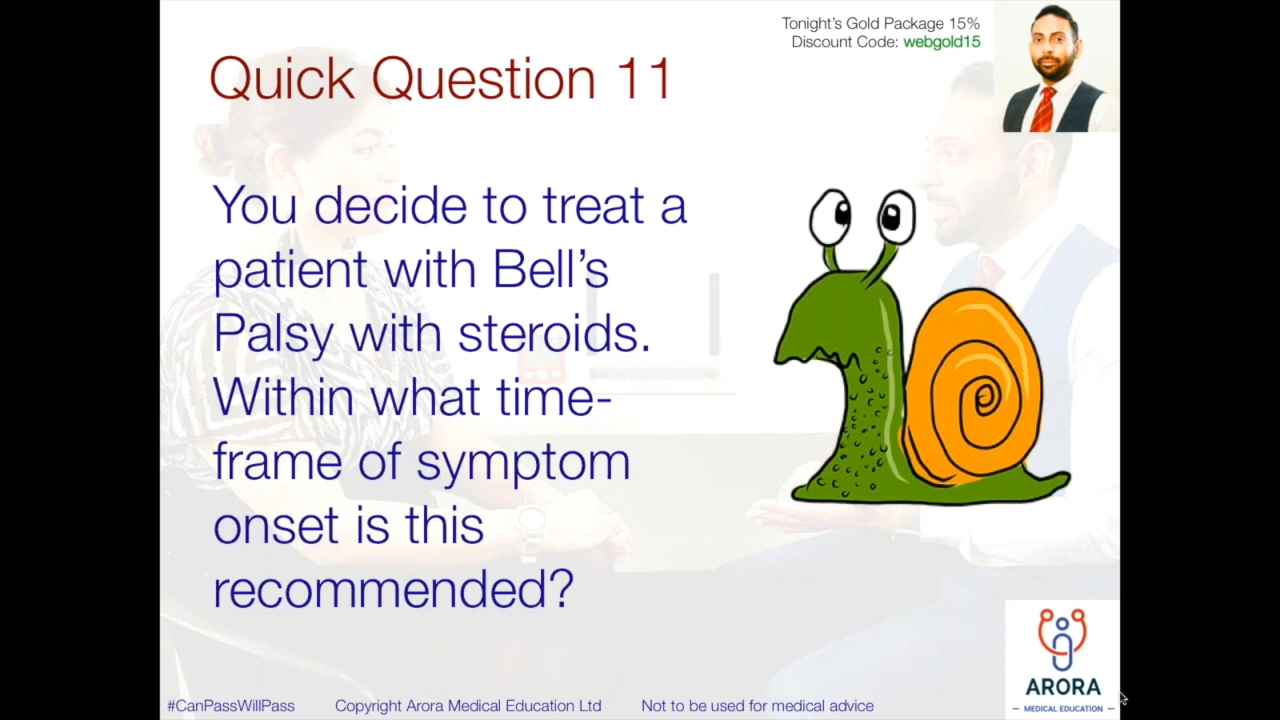 Tonight's Gold Package 15%
Discount Code: webgold15
Quick Question 11
You decide to treat a
patient with Bell's
Palsy with steroids.
Within what time-
frame of symptom
onset is this
recommended?
ARORA
– MEDICAL EDUCATION –
#CanPassWillPass Copyright Arora Medical Education Ltd Not to be used for medical advice